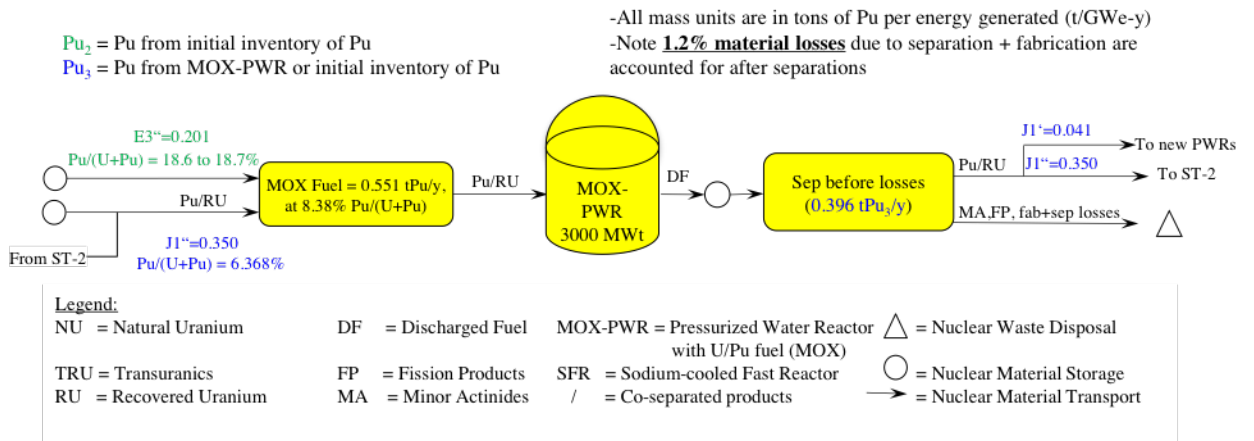 Pu2 = Pu from initial inventory of Pu
Pu3 = Pu from MOX-PWR or initial inventory of Pu
-All mass units are in tons of Pu per energy generated (t/GWe-y)
-Note 1.2% material losses due to separation + fabrication are
accounted for after separations
E3“=0.201
Pu/(U+Pu) = 18.6 to 18.7%
Pu/RU
From ST-2
J1“=0.350
Pu/(U+Pu) = 6.368%
MOX Fuel = 0.551 tPu/y,
at 8.38% Pu/(U+Pu)
Pu/RU
MOX-
PWR
3000 MWt
DF
Sep before losses
(0.396 tPu3/y)
Pu/RU
J1‘=0.041
To new PWRs
J1“=0.350
To ST-2
MA,FP, fab+sep losses
Legend:
NU = Natural Uranium
DF = Discharged Fuel
MOX-PWR = Pressurized Water Reactor
with U/Pu fuel (MOX)
= Nuclear Waste Disposal
TRU = Transuranics
FP = Fission Products
SFR = Sodium-cooled Fast Reactor
= Nuclear Material Storage
RU = Recovered Uranium
MA = Minor Actinides
/ = Co-separated products
= Nuclear Material Transport